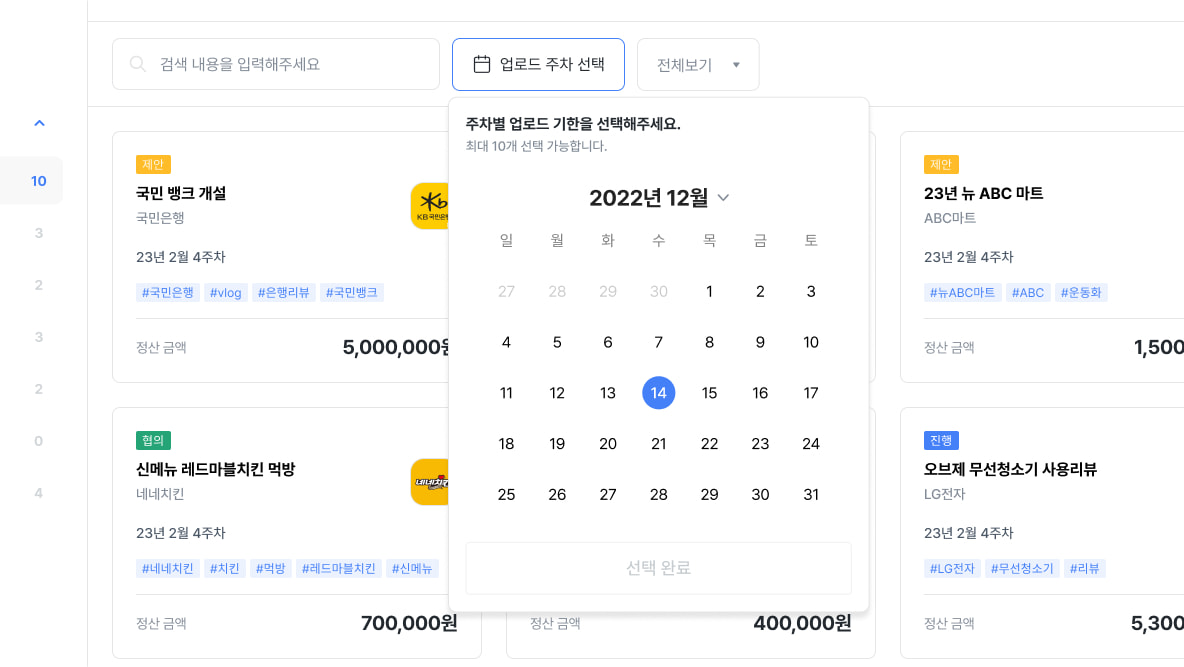 검색 내용을 입력해주세요
업로드 주차 선택
전체보기
10
3
2
3
2
0
4
제안
국민 뱅크 개설
국민은행
KB국민은행
23년 2월 4주차
#국민은행 #vlog #은행리뷰 #국민뱅크
정산 금액 5,000,000원
협의
신메뉴 레드마블치킨 먹방
네네치킨
네네치킨
23년 2월 4주차
#네네치킨 #치킨 #먹방 #레드마블치킨 #신메뉴
정산 금액 700,000원
주차별 업로드 기한을 선택해주세요.
최대 10개 선택 가능합니다.
2022년 12월
일 월 화 수 목 금 토
27 28 29 30 1 2 3
4 5 6 7 8 9 10
11 12 13 14 15 16 17
18 19 20 21 22 23 24
25 26 27 28 29 30 31
선택 완료
정산 금액 400,000원
제안
23년 뉴 ABC 마트
ABC마트
23년 2월 4주차
#뉴ABC마트 #ABC #운동화
정산 금액 1,500
진행
오브제 무선청소기 사용리뷰
LG전자
23년 2월 4주차
#LG전자 #무선청소기 #리뷰
정산 금액 5,300